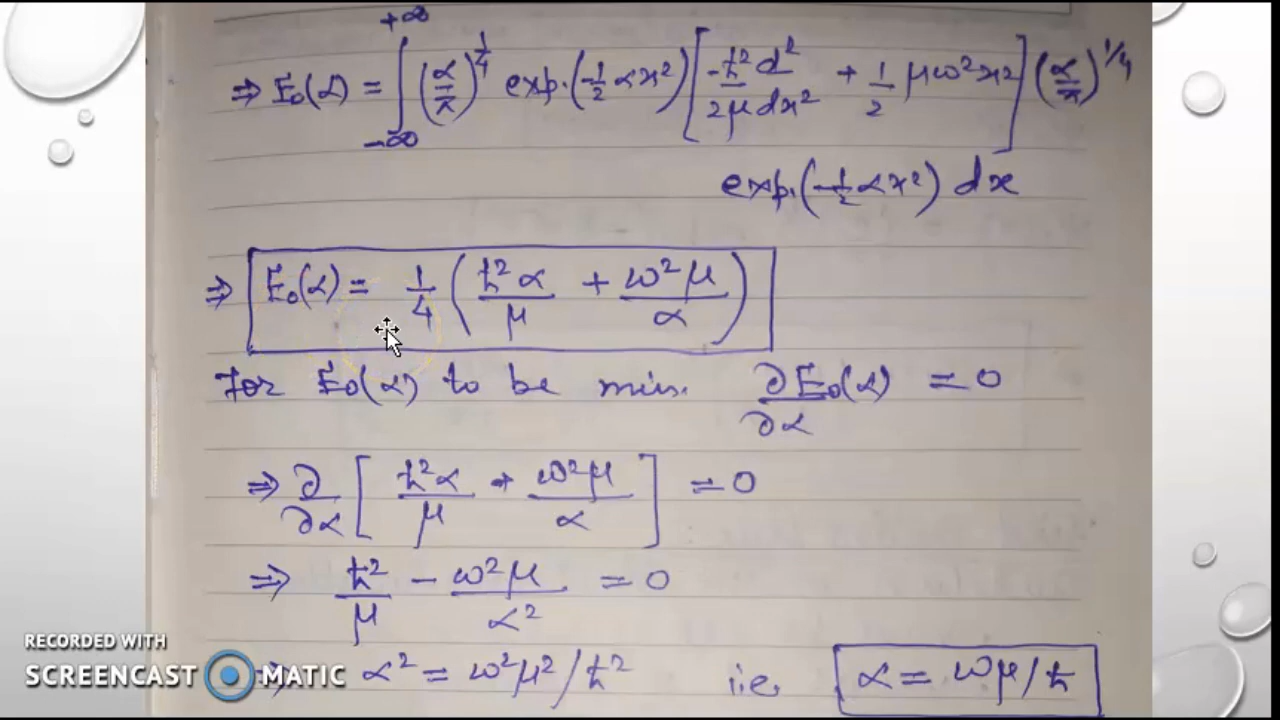 ⇒ E₀(α) = ∫₋∞^+∞ (α/π)^1/4 exp.(-1/2 αx²) [-ħ²d²/2μdx² + 1/2 μω²x²] (α/π)^1/4
exp.(-1/2 αx²) dx
⇒ E₀(α) = 1/4 (ħ²α/μ + ω²μ/α)
For E₀(α) to be min. ∂E₀(α)/∂α = 0
⇒ ∂/∂α [ħ²α/μ + ω²μ/α] = 0
⇒ ħ²/μ - ω²μ/α² = 0
⇒ α² = ω²μ²/ħ² i.e. α = ωμ/ħ
RECORDED WITH
SCREENCAST MATIC